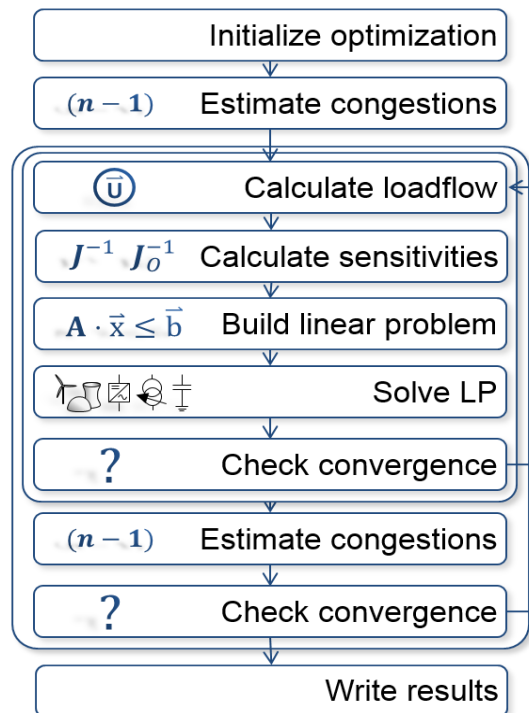 Initialize optimization
(n − 1) Estimate congestions
U⃗ Calculate loadflow
J⁻¹ J_O⁻¹ Calculate sensitivities
A · x⃗ ≤ b⃗ Build linear problem
Solve LP
? Check convergence
(n − 1) Estimate congestions
? Check convergence
Write results